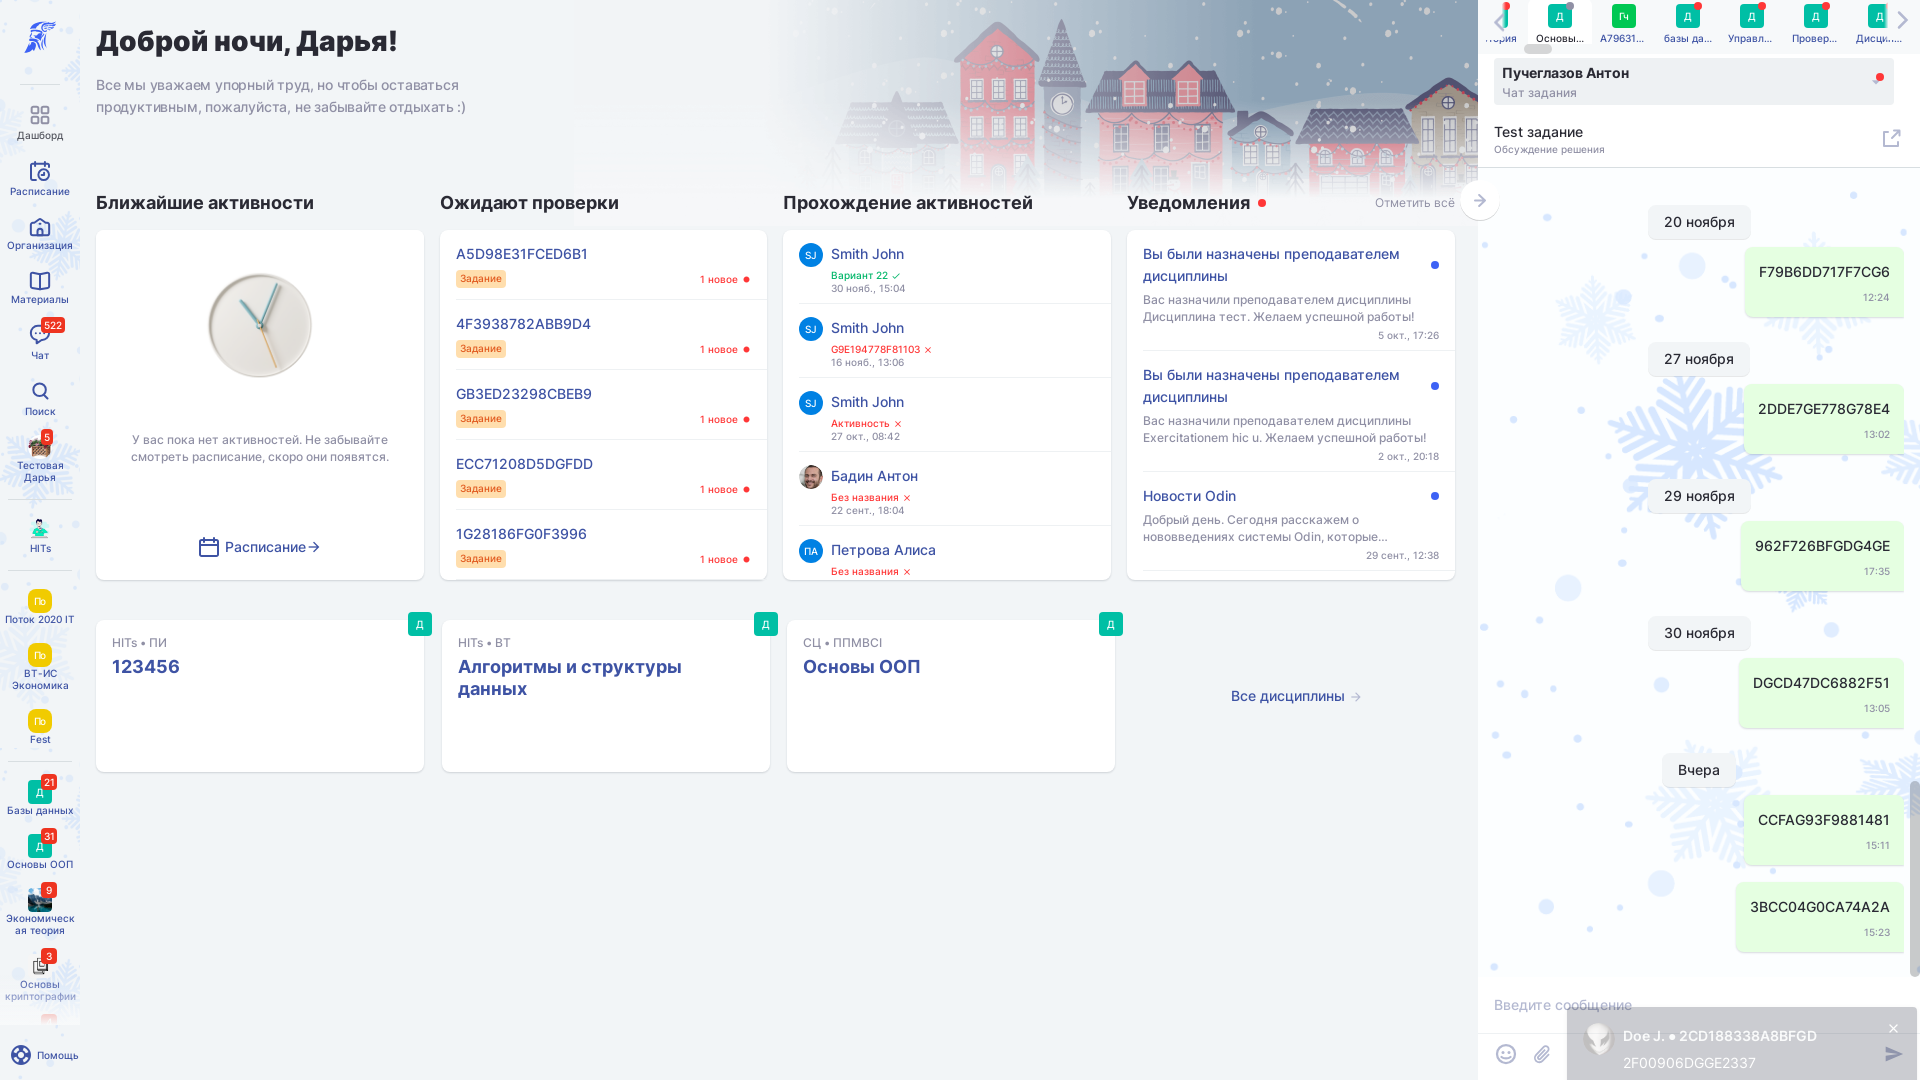 Дашборд
Расписание
Организация
Материалы
522
Чат
Поиск
5
Тестовая
Дарья
HITs
По
Поток 2020 IT
По
ВТ-ИС
Экономика
По
Fest
21
Д
Базы данных
31
Д
Основы ООП
9
Экономическ
ая теория
3
Основы
криптографии
Помощь
Доброй ночи, Дарья!
Все мы уважаем упорный труд, но чтобы оставаться
продуктивным, пожалуйста, не забывайте отдыхать :)
Ближайшие активности
У вас пока нет активностей. Не забывайте
смотреть расписание, скоро они появятся.
Расписание
Ожидают проверки
A5D98E31FCED6B1
Задание
1 новое
4F3938782ABB9D4
Задание
1 новое
GB3ED23298CBEB9
Задание
1 новое
ECC71208D5DGFDD
Задание
1 новое
1G28186FG0F3996
Задание
1 новое
Прохождение активностей
SJ
Smith John
Вариант 22
30 нояб., 15:04
SJ
Smith John
G9E194778F81103
16 нояб., 13:06
SJ
Smith John
Активность
27 окт., 08:42
Бадин Антон
Без названия
22 сент., 18:04
ПА
Петрова Алиса
Без названия
Уведомления
Отметить всё
Вы были назначены преподавателем
дисциплины
Вас назначили преподавателем дисциплины
Дисциплина тест. Желаем успешной работы!
5 окт., 17:26
Вы были назначены преподавателем
дисциплины
Вас назначили преподавателем дисциплины
Exercitationem hic u. Желаем успешной работы!
2 окт., 20:18
Новости Odin
Добрый день. Сегодня расскажем о
нововведениях системы Odin, которые...
29 сент., 12:38
Д
HITs • ПИ
123456
Д
HITs • ВТ
Алгоритмы и структуры
данных
Д
СЦ • ППМВCI
Основы ООП
Все дисциплины
Д
Основы...
Гч
A79631...
Д
базы да...
Д
Управл...
Д
Провер...
Д
Дисцип...
Пучеглазов Антон
Чат задания
Test задание
Обсуждение решения
20 ноября
F79B6DD717F7CG6
12:24
27 ноября
2DDE7GE778G78E4
13:02
29 ноября
962F726BFGDG4GE
17:35
30 ноября
DGCD47DC6882F51
13:05
Вчера
CCFAG93F9881481
15:11
3BCC04G0CA74A2A
15:23
Введите сообщение
Doe J. ● 2CD188338A8BFGD
2F00906DGGE2337